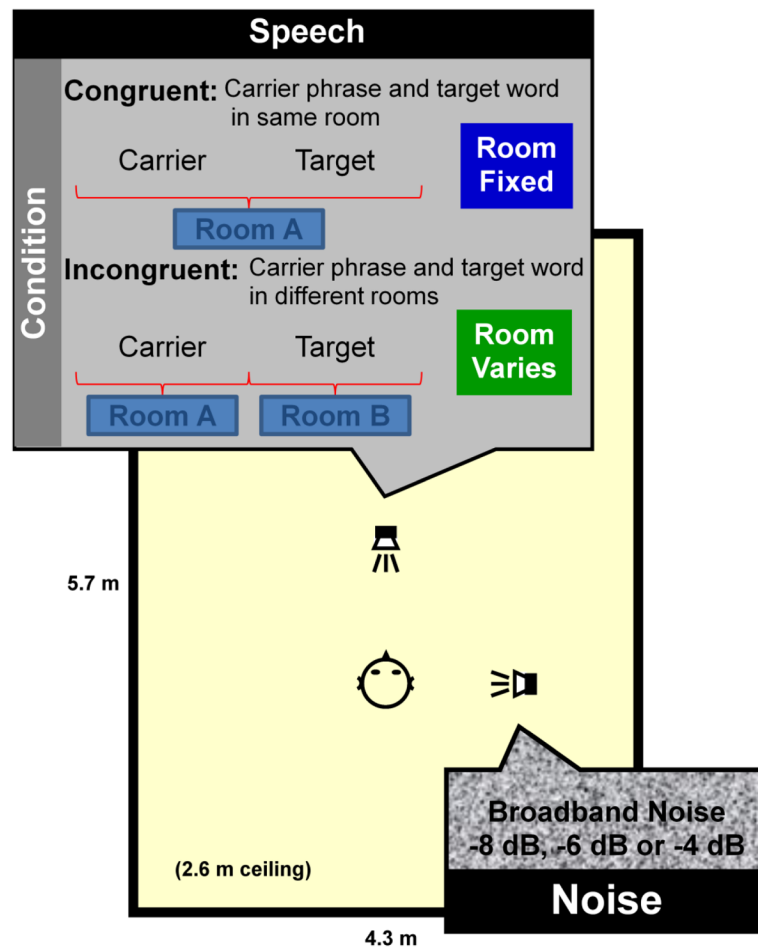 Speech
Condition
Congruent: Carrier phrase and target word
in same room
Carrier Target
Room
Fixed
Room A
Incongruent: Carrier phrase and target word
in different rooms
Carrier Target
Room
Varies
Room A Room B
5.7 m
Broadband Noise
-8 dB, -6 dB or -4 dB
(2.6 m ceiling)
Noise
4.3 m